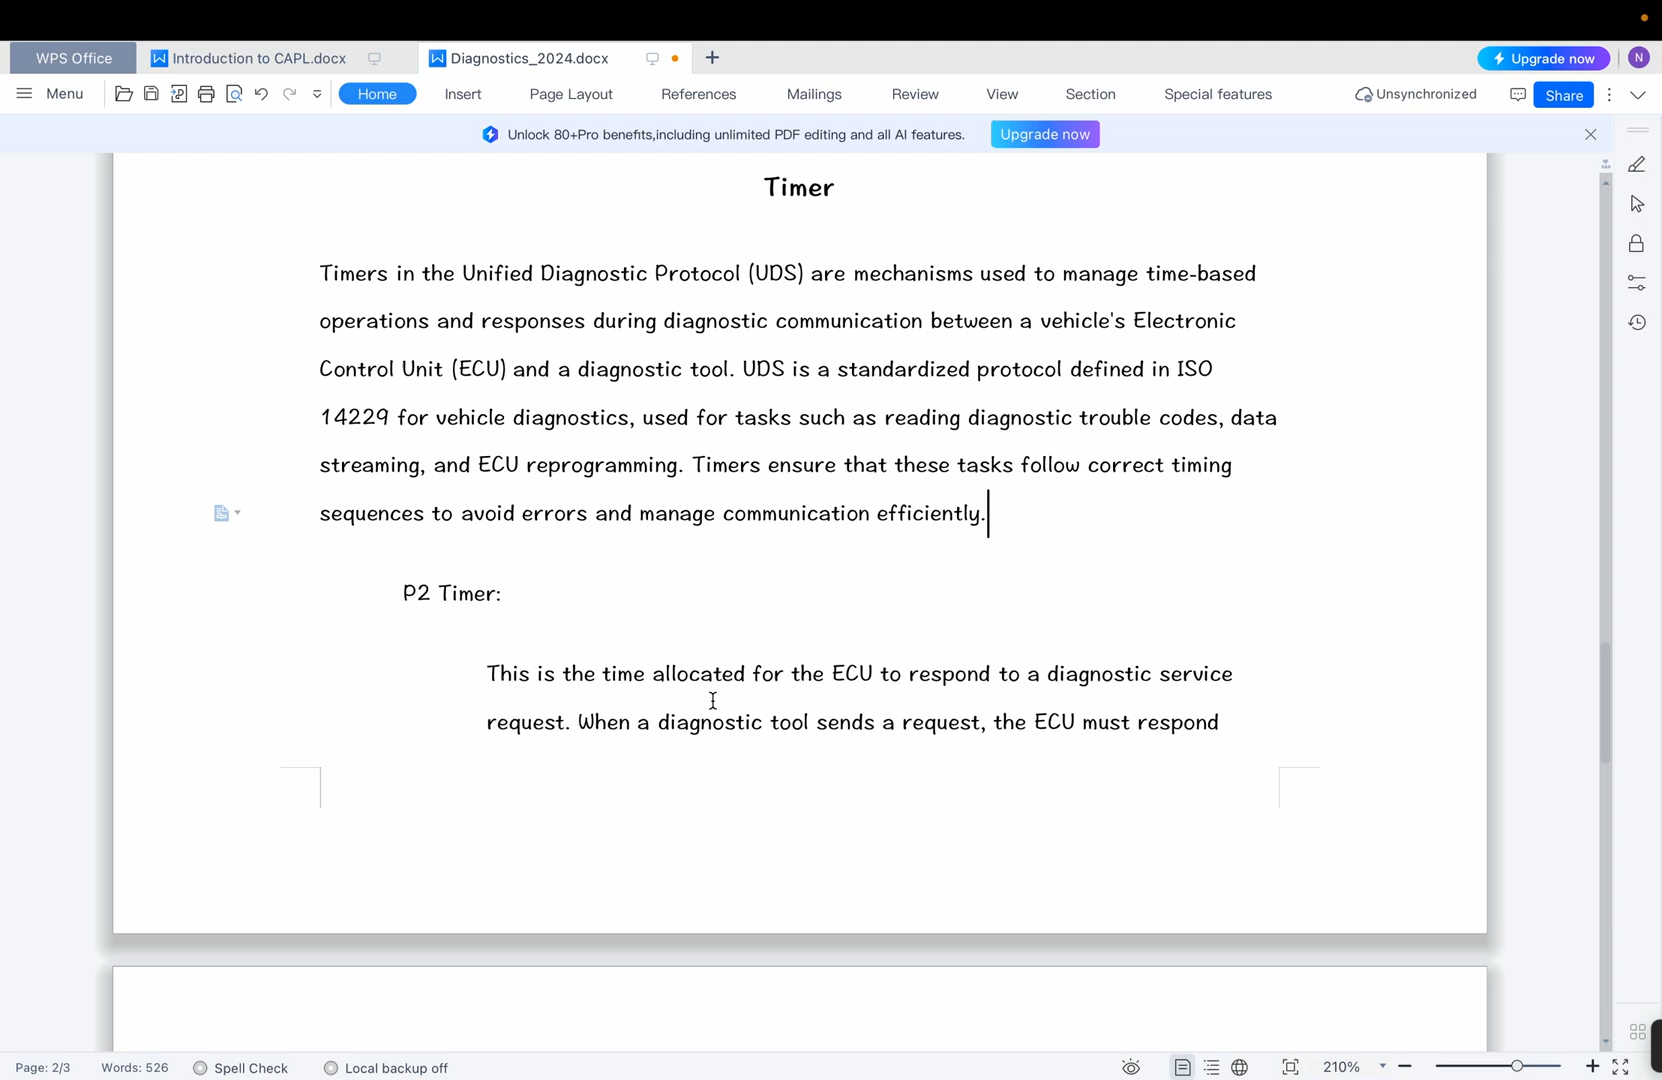 WPS Office
Introduction to CAPL.docx
Diagnostics_2024.docx
Upgrade now
N
Menu
Home
Insert
Page Layout
References
Mailings
Review
View
Section
Special features
Unsynchronized
Share
Unlock 80+Pro benefits,including unlimited PDF editing and all AI features.
Upgrade now
Timer
Timers in the Unified Diagnostic Protocol (UDS) are mechanisms used to manage time-based
operations and responses during diagnostic communication between a vehicle's Electronic
Control Unit (ECU) and a diagnostic tool. UDS is a standardized protocol defined in ISO
14229 for vehicle diagnostics, used for tasks such as reading diagnostic trouble codes, data
streaming, and ECU reprogramming. Timers ensure that these tasks follow correct timing
sequences to avoid errors and manage communication efficiently.
P2 Timer:
This is the time allocated for the ECU to respond to a diagnostic service
request. When a diagnostic tool sends a request, the ECU must respond
Page: 2/3
Words: 526
Spell Check
Local backup off
210%